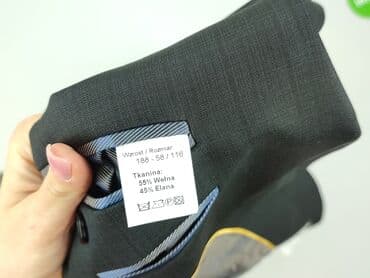 Wzrost / Rozmiar
188 - 58 / 116
Tkanina:
55% Wełna
45% Elana